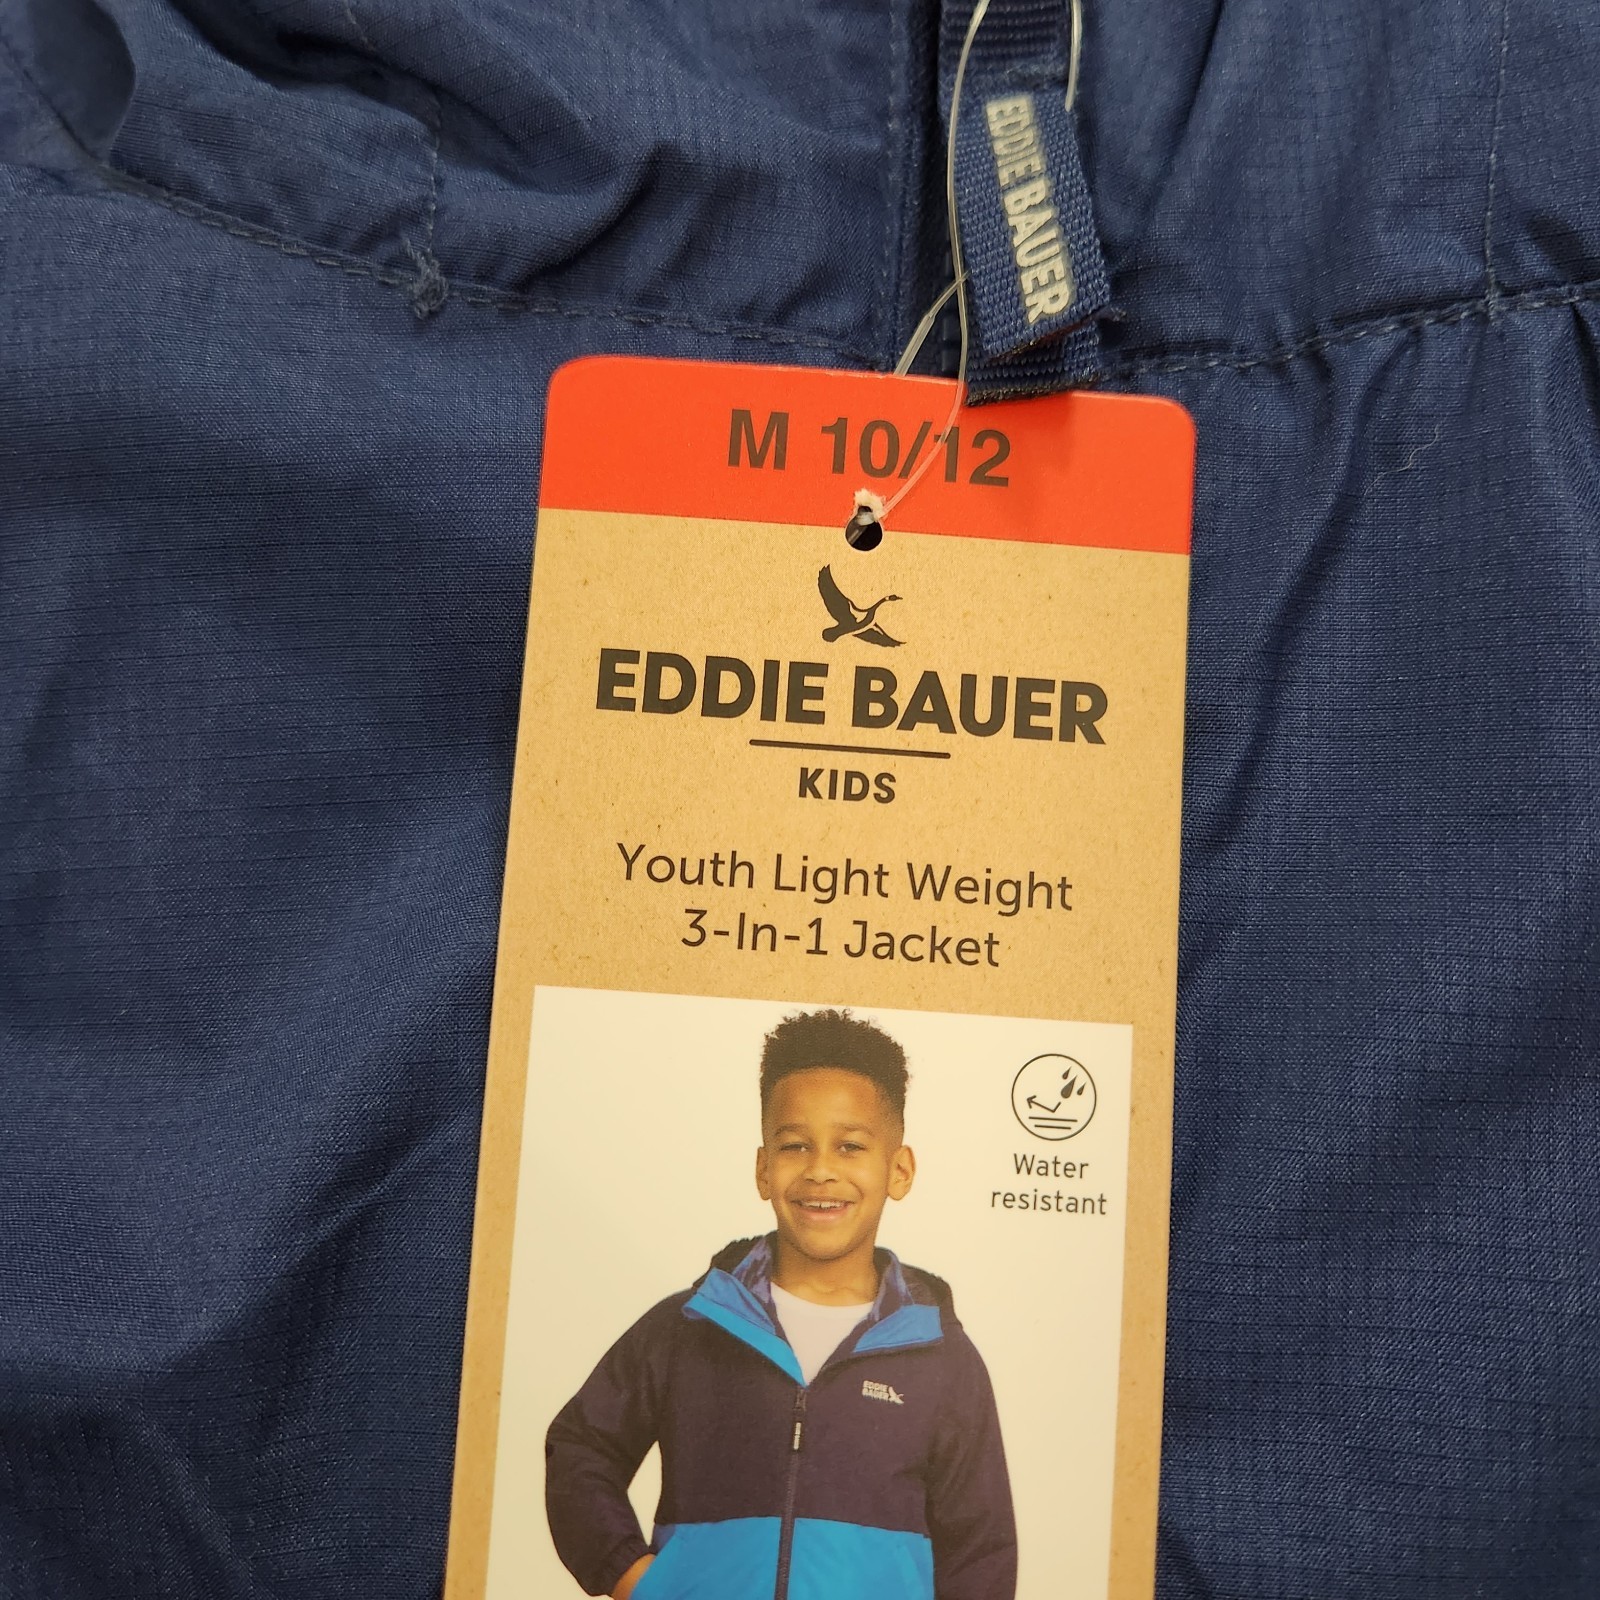 EDDIE BAUER
M 10/12
EDDIE BAUER
KIDS
Youth Light Weight
3-In-1 Jacket
Water
resistant
EDDIE
BAUER